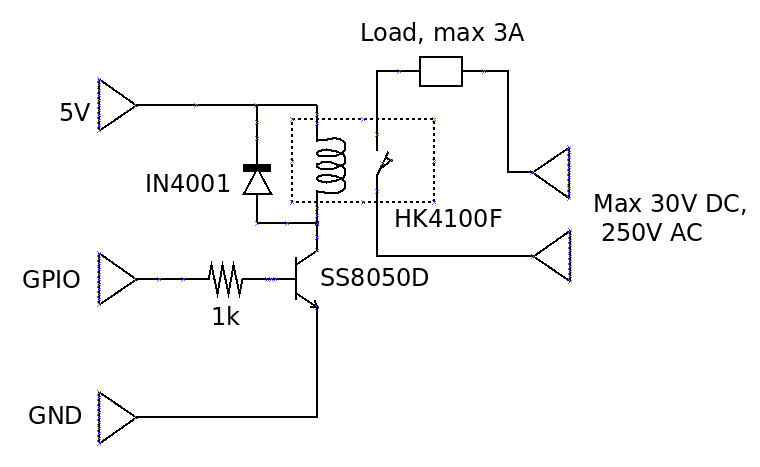 Load, max 3A
5V
IN4001
HK4100F
Max 30V DC,
250V AC
GPIO
SS8050D
1k
GND